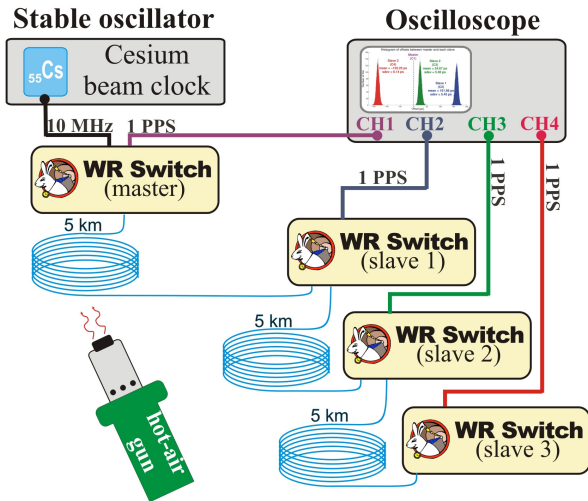 Stable oscillator
55Cs
Cesium
beam clock
10 MHz
1 PPS
Oscilloscope
CH1 CH2 CH3 CH4
WR Switch
(master)
5 km
1 PPS
1 PPS
1 PPS
WR Switch
(slave 1)
5 km
WR Switch
(slave 2)
5 km
WR Switch
(slave 3)
hot-air
gun